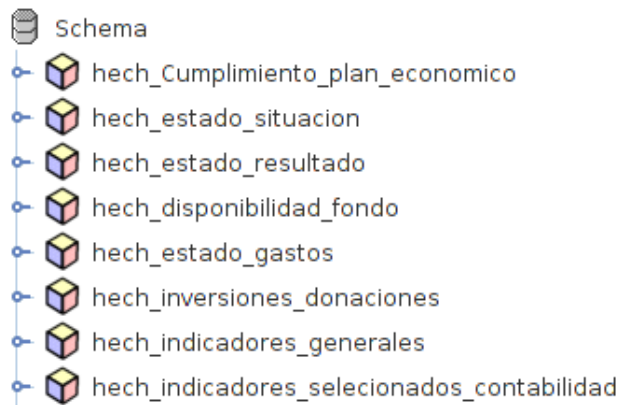 Schema
hech_Cumplimiento_plan_economico
hech_estado_situacion
hech_estado_resultado
hech_disponibilidad_fondo
hech_estado_gastos
hech_inversiones_donaciones
hech_indicadores_generales
hech_indicadores_selecionados_contabilidad